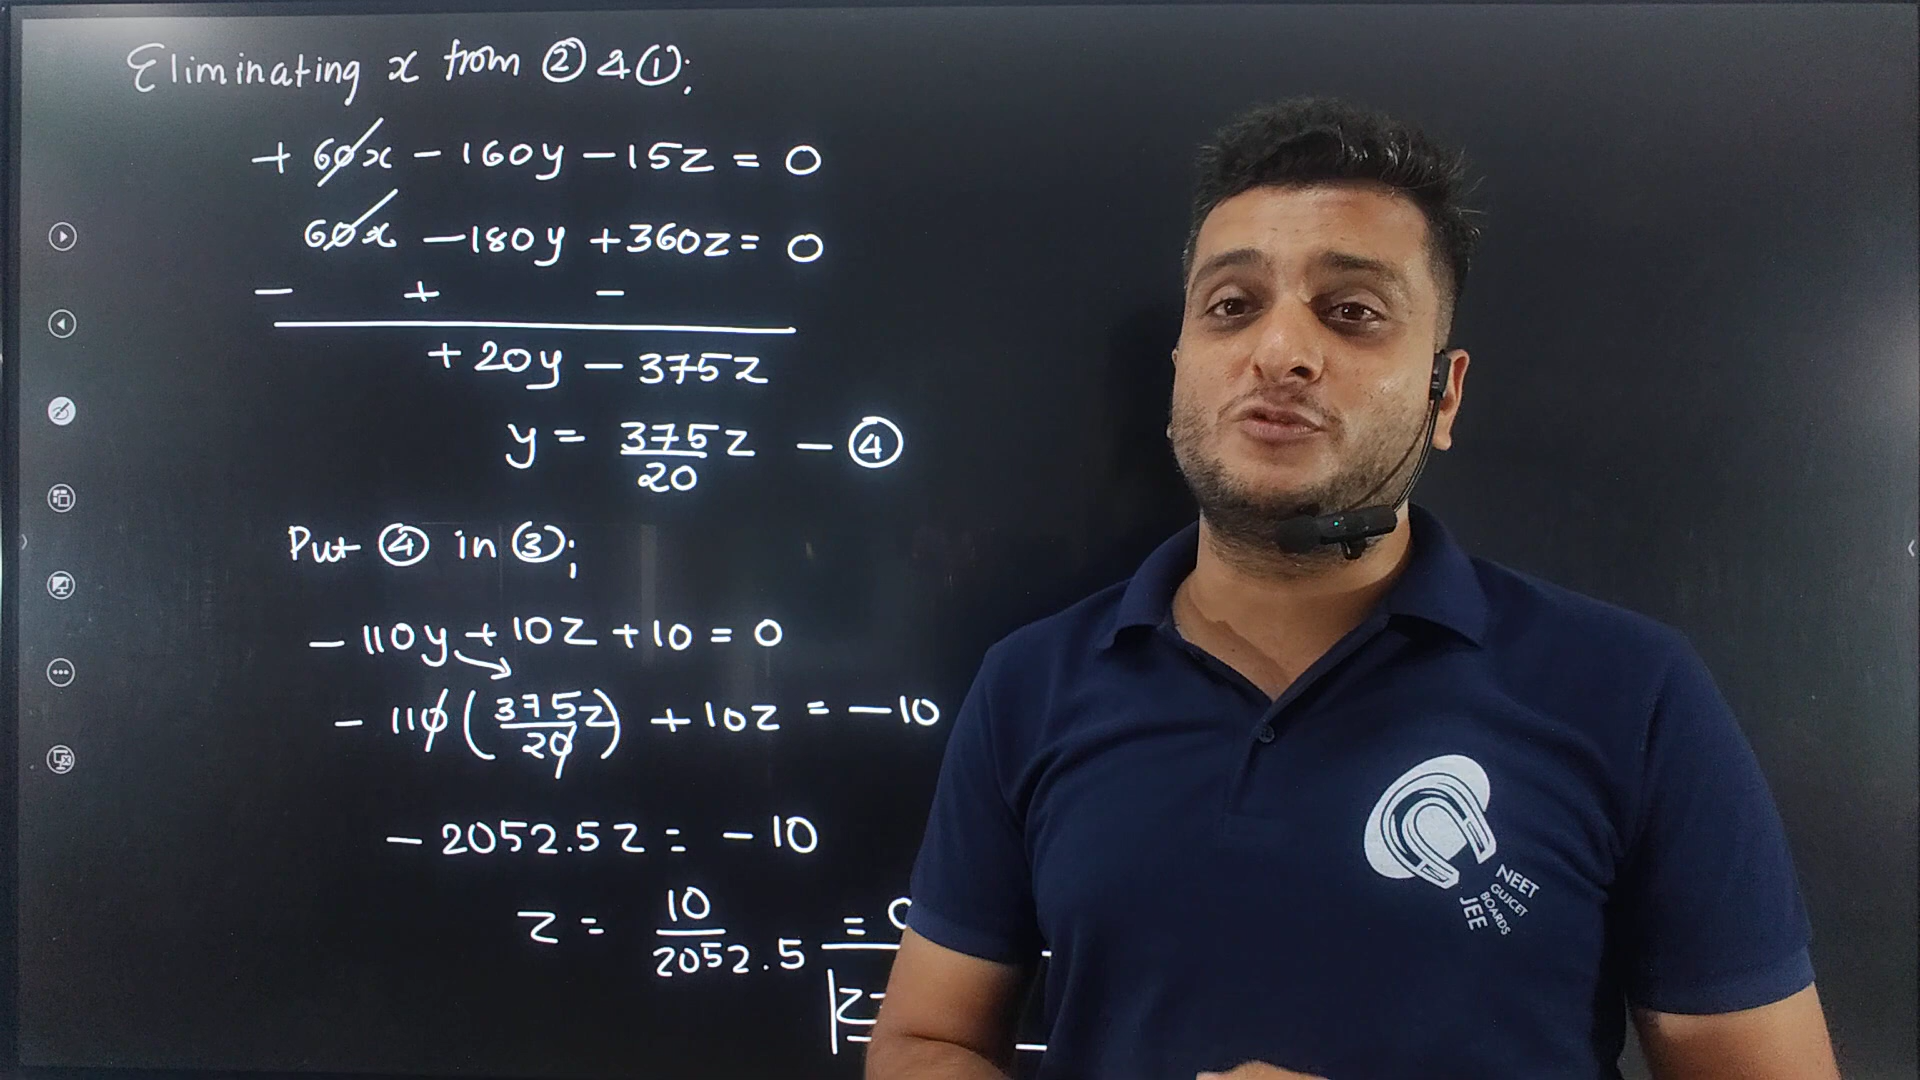 Eliminating x from ② & ①;
+ 60x - 160y - 15z = 0
60x - 180y + 360z = 0
- + -
+ 20y - 375z
y = 375/20 z - ④
Put ④ in ③;
- 110y + 10z + 10 = 0
- 110 ( 375z/20 ) + 10z = - 10
- 2052.5z = - 10
z = 10/2052.5 = 0
z =
NEET
GUJCET
BOARDS
JEE